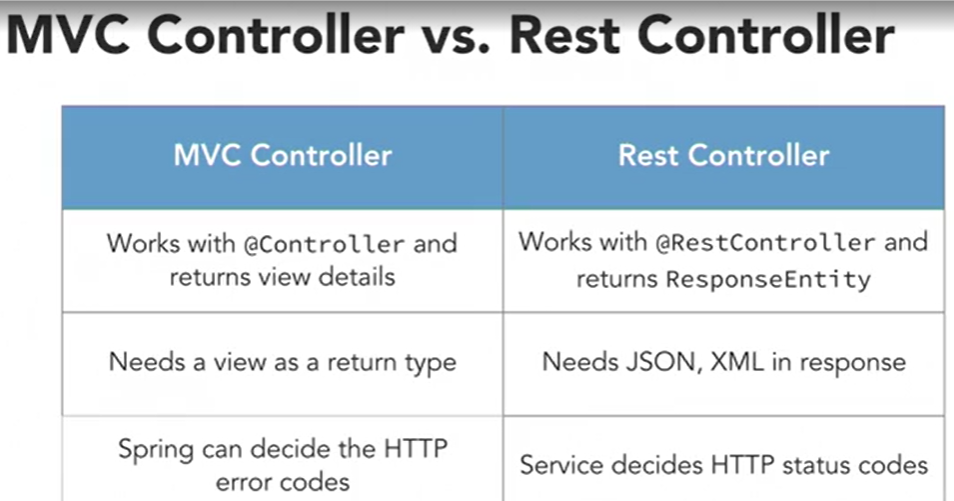 MVC Controller vs. Rest Controller
MVC Controller
Rest Controller
Works with @Controller and
returns view details
Works with @RestController and
returns ResponseEntity
Needs a view as a return type
Needs JSON, XML in response
Spring can decide the HTTP
error codes
Service decides HTTP status codes